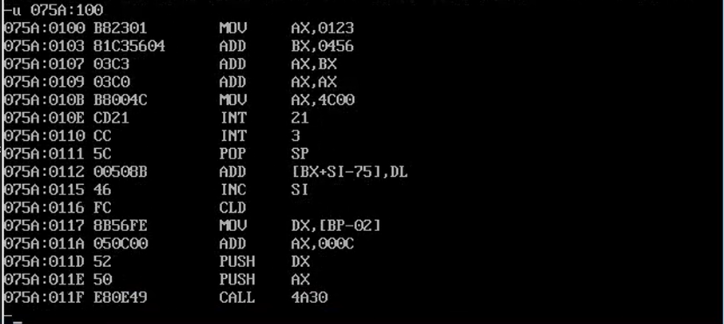 -u 075A:100
075A:0100 B82301 MOV AX,0123
075A:0103 81C35604 ADD BX,0456
075A:0107 03C3 ADD AX,BX
075A:0109 03C0 ADD AX,AX
075A:010B B8004C MOV AX,4C00
075A:010E CD21 INT 21
075A:0110 CC INT 3
075A:0111 5C POP SP
075A:0112 00508B ADD [BX+SI-75],DL
075A:0115 46 INC SI
075A:0116 FC CLD
075A:0117 8B56FE MOV DX,[BP-02]
075A:011A 050C00 ADD AX,000C
075A:011D 52 PUSH DX
075A:011E 50 PUSH AX
075A:011F E80E49 CALL 4A30
-